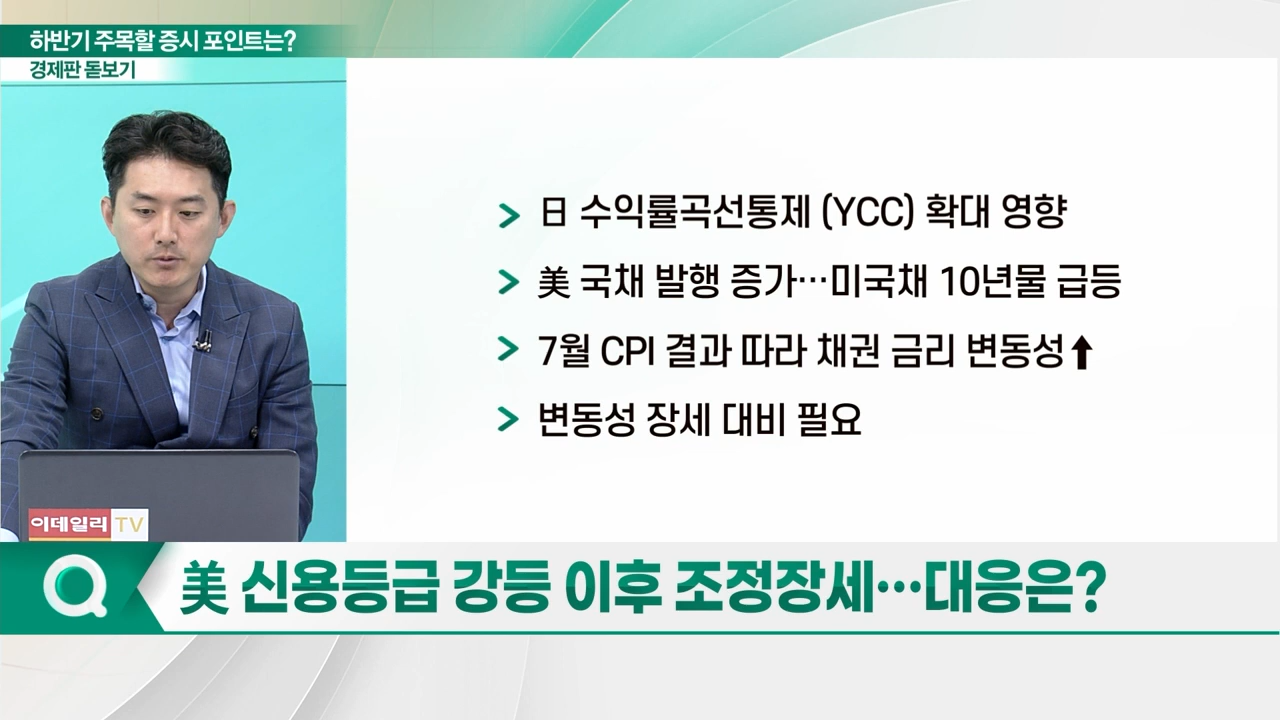 하반기 주목할 증시 포인트는?
경제판 돋보기
日 수익률곡선통제 (YCC) 확대 영향
美 국채 발행 증가…미국채 10년물 급등
7월 CPI 결과 따라 채권 금리 변동성⬆
변동성 장세 대비 필요
이데일리 TV
美 신용등급 강등 이후 조정장세…대응은?